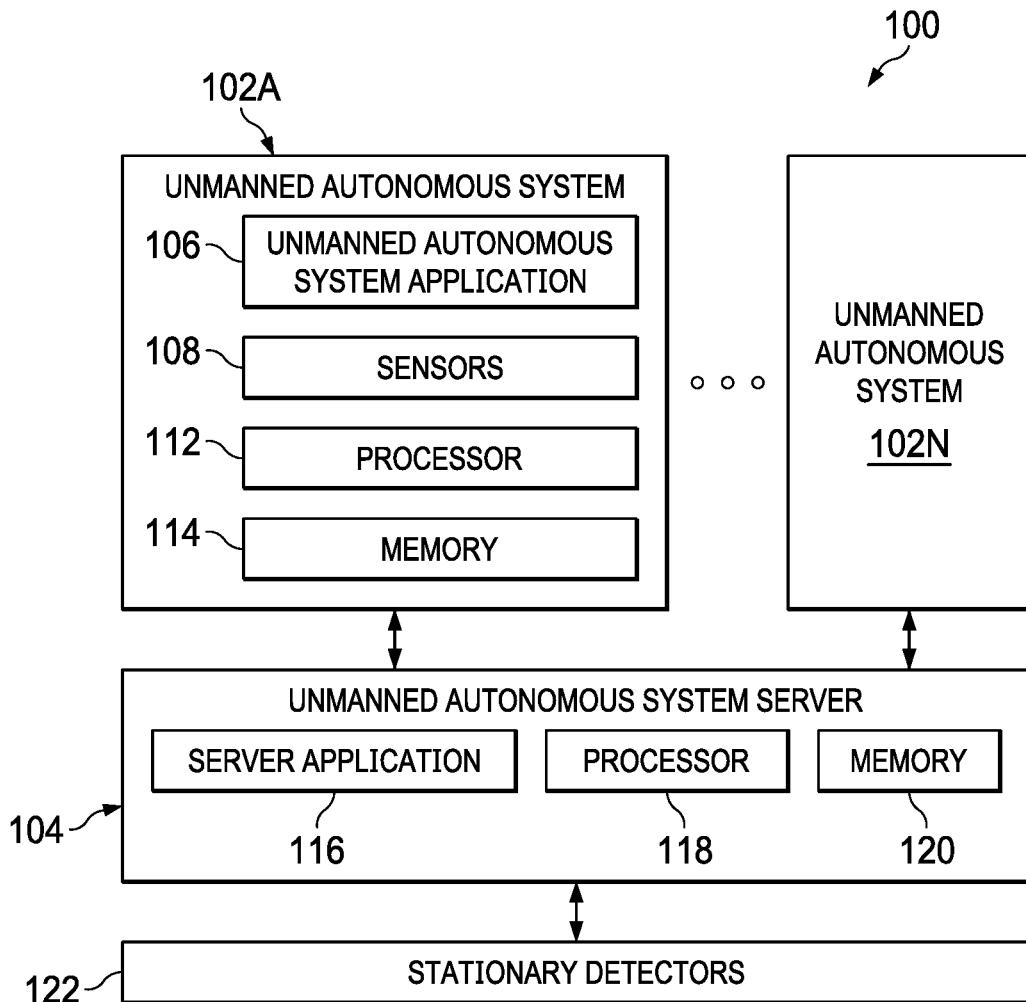 100
102A
UNMANNED AUTONOMOUS SYSTEM
106
UNMANNED AUTONOMOUS
SYSTEM APPLICATION
108
SENSORS
112
PROCESSOR
114
MEMORY
UNMANNED
AUTONOMOUS
SYSTEM
102N
UNMANNED AUTONOMOUS SYSTEM SERVER
SERVER APPLICATION
PROCESSOR
MEMORY
104
116
118
120
122
STATIONARY DETECTORS